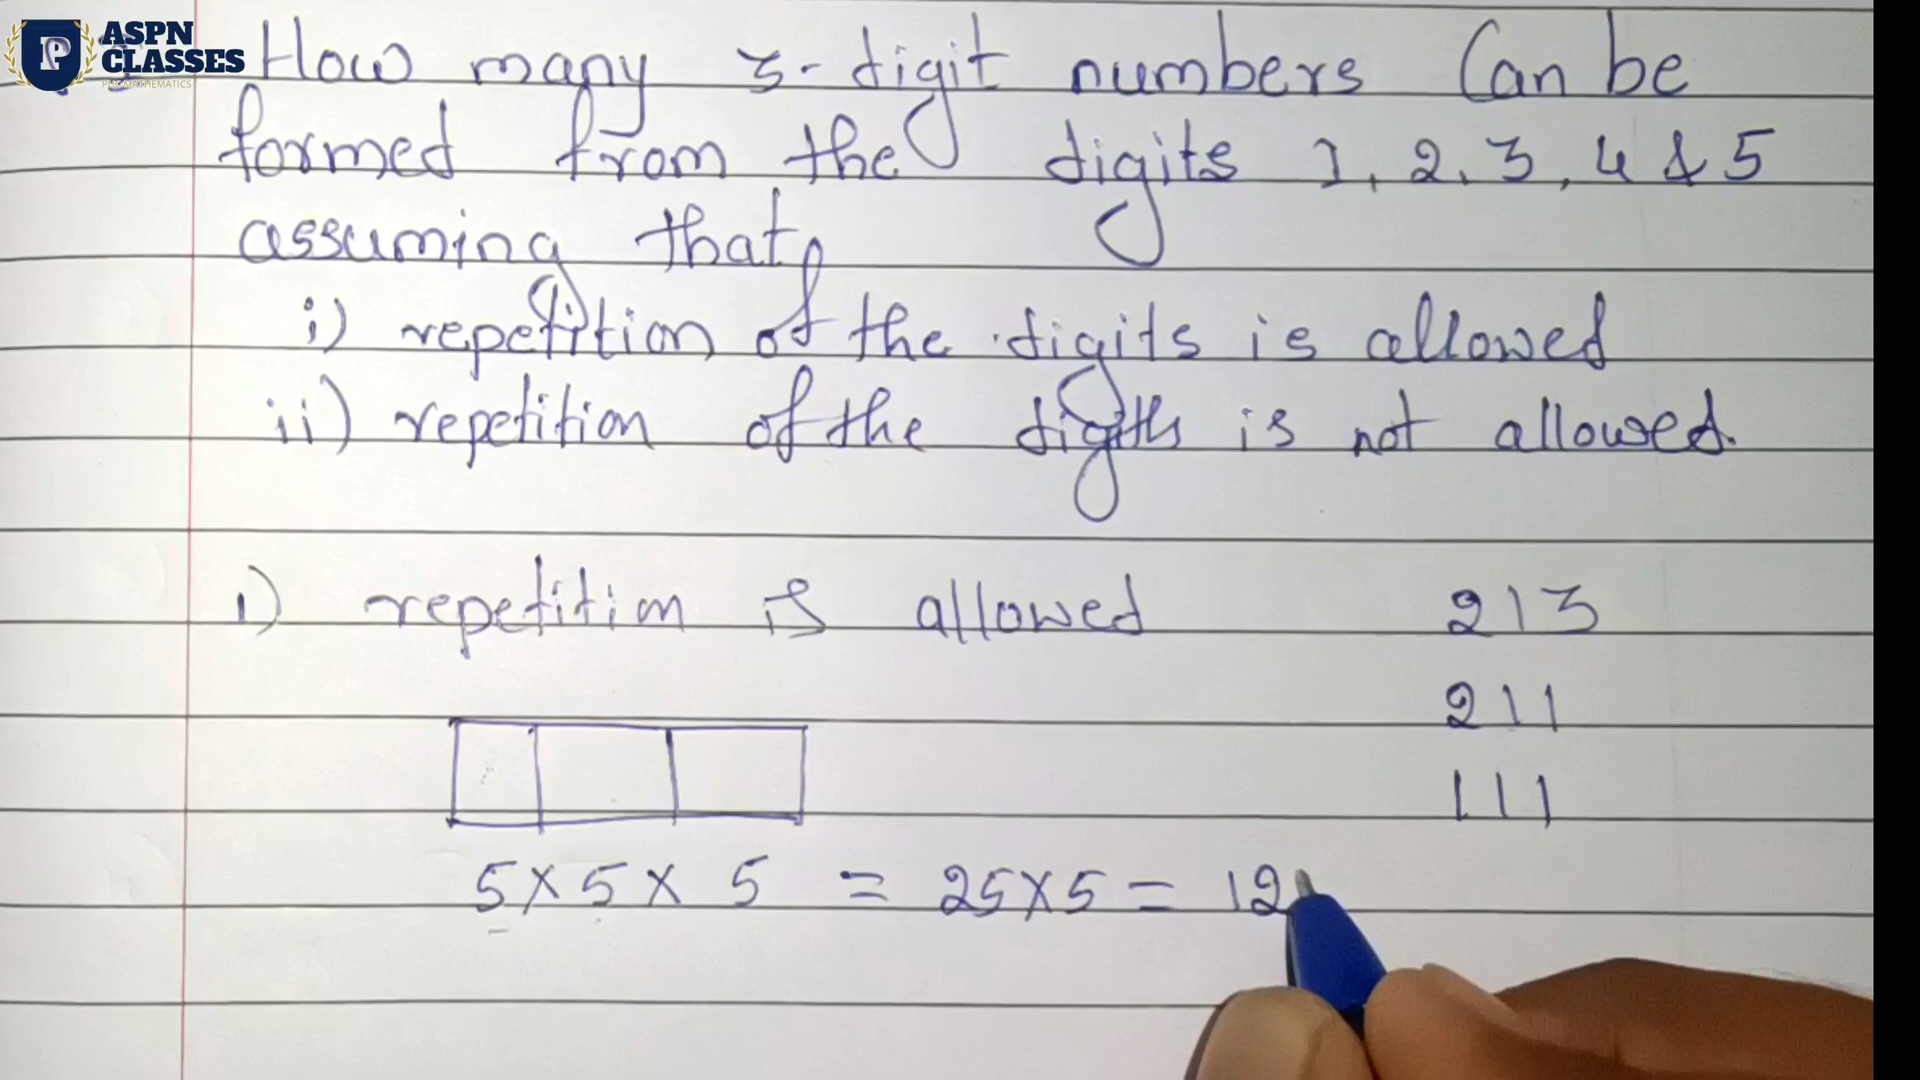 ASPN
CLASSES
How many 3-digit numbers Can be
formed from the digits 1, 2, 3, 4 & 5
assuming that,
i) repetition of the digits is allowed
ii) repetition of the digits is not allowed.
1) repetition is allowed 213
211
111
5 × 5 × 5 = 25 × 5 = 12